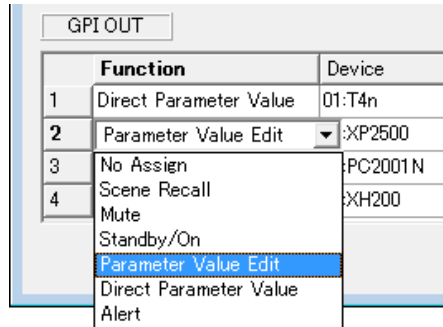 GPI OUT
Function Device
1 Direct Parameter Value 01:T4n
2 Parameter Value Edit :XP2500
3 No Assign :PC2001N
Scene Recall
4 Mute :XH200
Standby/On
Parameter Value Edit
Direct Parameter Value
Alert